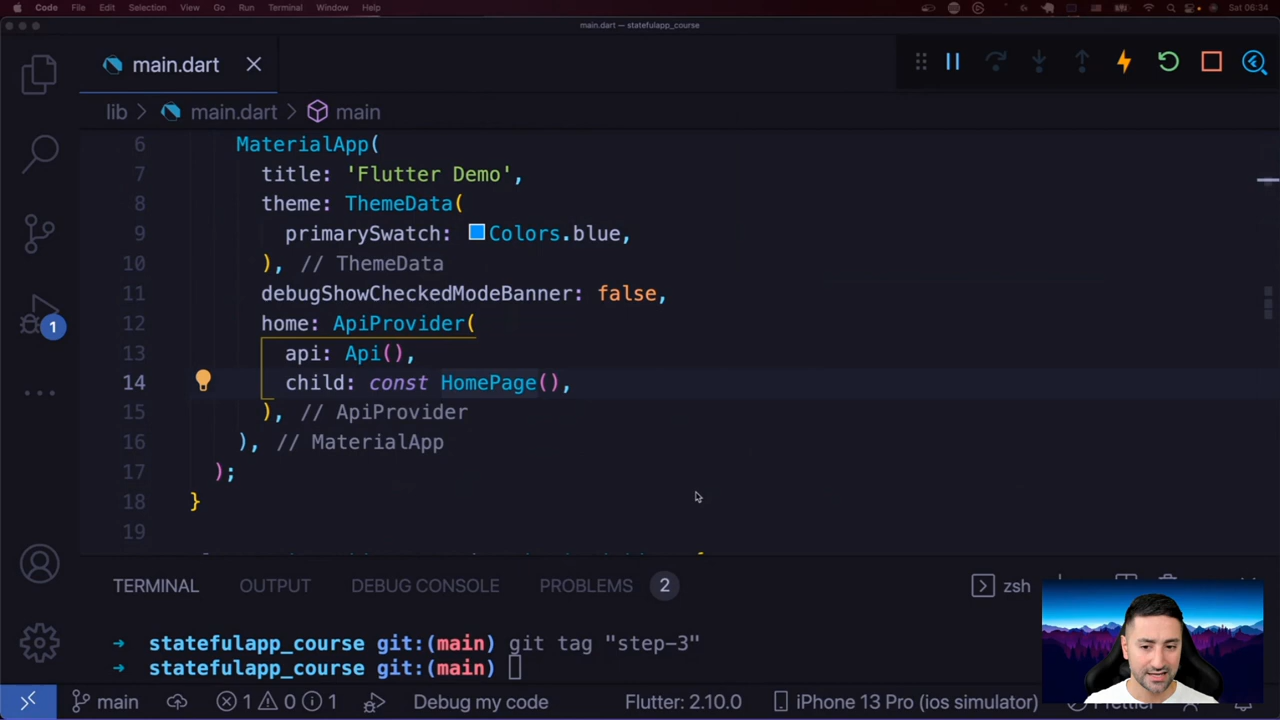 Code File Edit Selection View Go Run Terminal Window Help Sat 06:34
main.dart — statefulapp_course
main.dart
lib > main.dart > main
6 MaterialApp(
7 title: 'Flutter Demo',
8 theme: ThemeData(
9 primarySwatch: Colors.blue,
10 ), // ThemeData
11 debugShowCheckedModeBanner: false,
12 home: ApiProvider(
13 api: Api(),
14 child: const HomePage(),
15 ), // ApiProvider
16 ), // MaterialApp
17 );
18 }
19
1
TERMINAL OUTPUT DEBUG CONSOLE PROBLEMS 2 zsh
→ statefulapp_course git:(main) git tag "step-3"
→ statefulapp_course git:(main)
main 1 0 1 Debug my code Flutter: 2.10.0 iPhone 13 Pro (ios simulator)